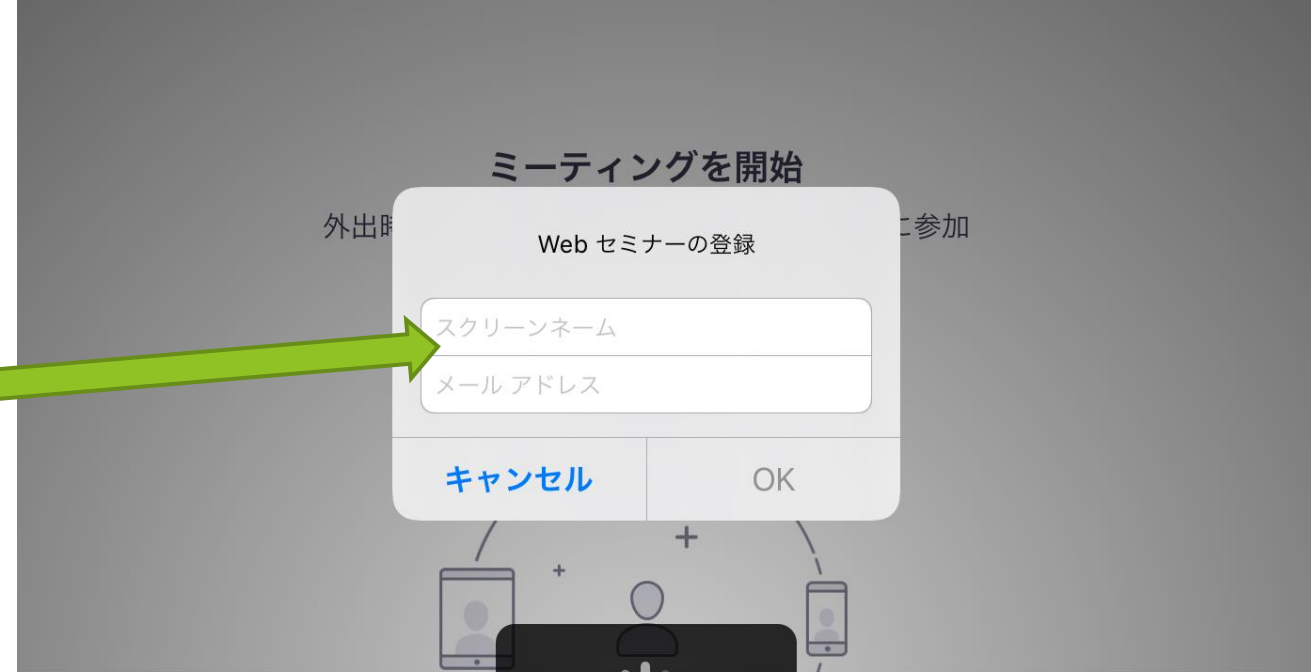 ミーティングを開始
外出時 に参加
Web セミナーの登録
スクリーンネーム
メール アドレス
キャンセル OK